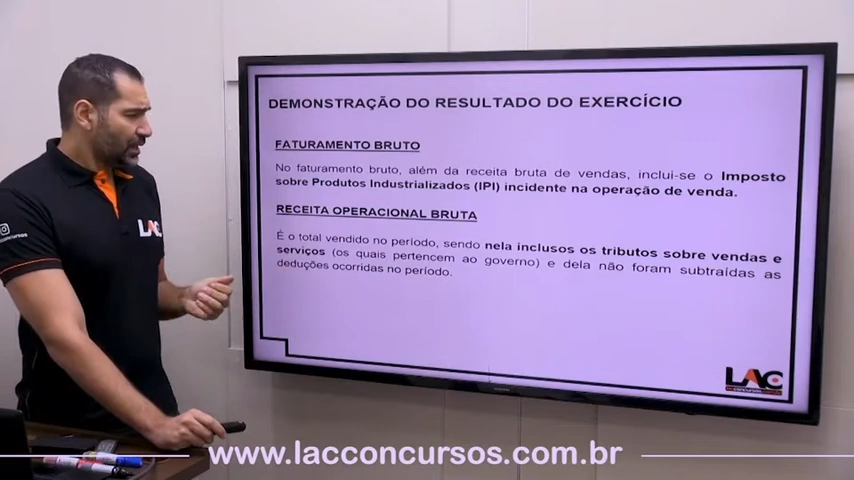 DEMONSTRAÇÃO DO RESULTADO DO EXERCÍCIO
FATURAMENTO BRUTO
No faturamento bruto, além da receita bruta de vendas, inclui-se o Imposto
sobre Produtos Industrializados (IPI) incidente na operação de venda.
RECEITA OPERACIONAL BRUTA
É o total vendido no período, sendo nela inclusos os tributos sobre vendas e
serviços (os quais pertencem ao governo) e dela não foram subtraídas as
deduções ocorridas no período.
LAC
LAC
www.lacconcursos.com.br